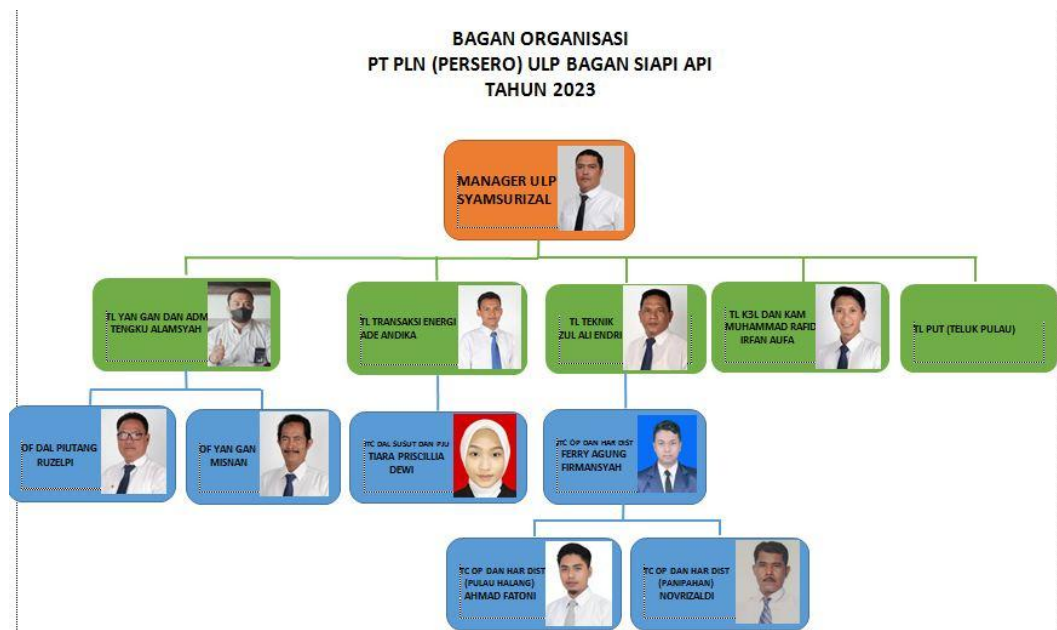 BAGAN ORGANISASI
PT PLN (PERSERO) ULP BAGAN SIAPI API
TAHUN 2023
MANAGER ULP
SYAMSURIZAL
TL YAN GAN DAN ADM
TENGKU ALAMSYAH
TL TRANSAKSI ENERGI
ADE ANDIKA
TL TEKNIK
ZUL ALI ENDRI
TL K3L DAN KAM
MUHAMMAD RAFID
IRFAN AUFA
TL PUT (TELUK PULAU)
OF DAL PIUTANG
RUZELPI
OF YAN GAN
MISNAN
JTC DAL SUSUT DAN PJU
TIARA PRISCILLIA
DEWI
JTC OP DAN HAR DIST
FERRY AGUNG
FIRMANSYAH
TC OP DAN HAR DIST
(PULAU HALANG)
AHMAD FATONI
TC OP DAN HAR DIST
(PANIPAHAN)
NOVRIZALDI